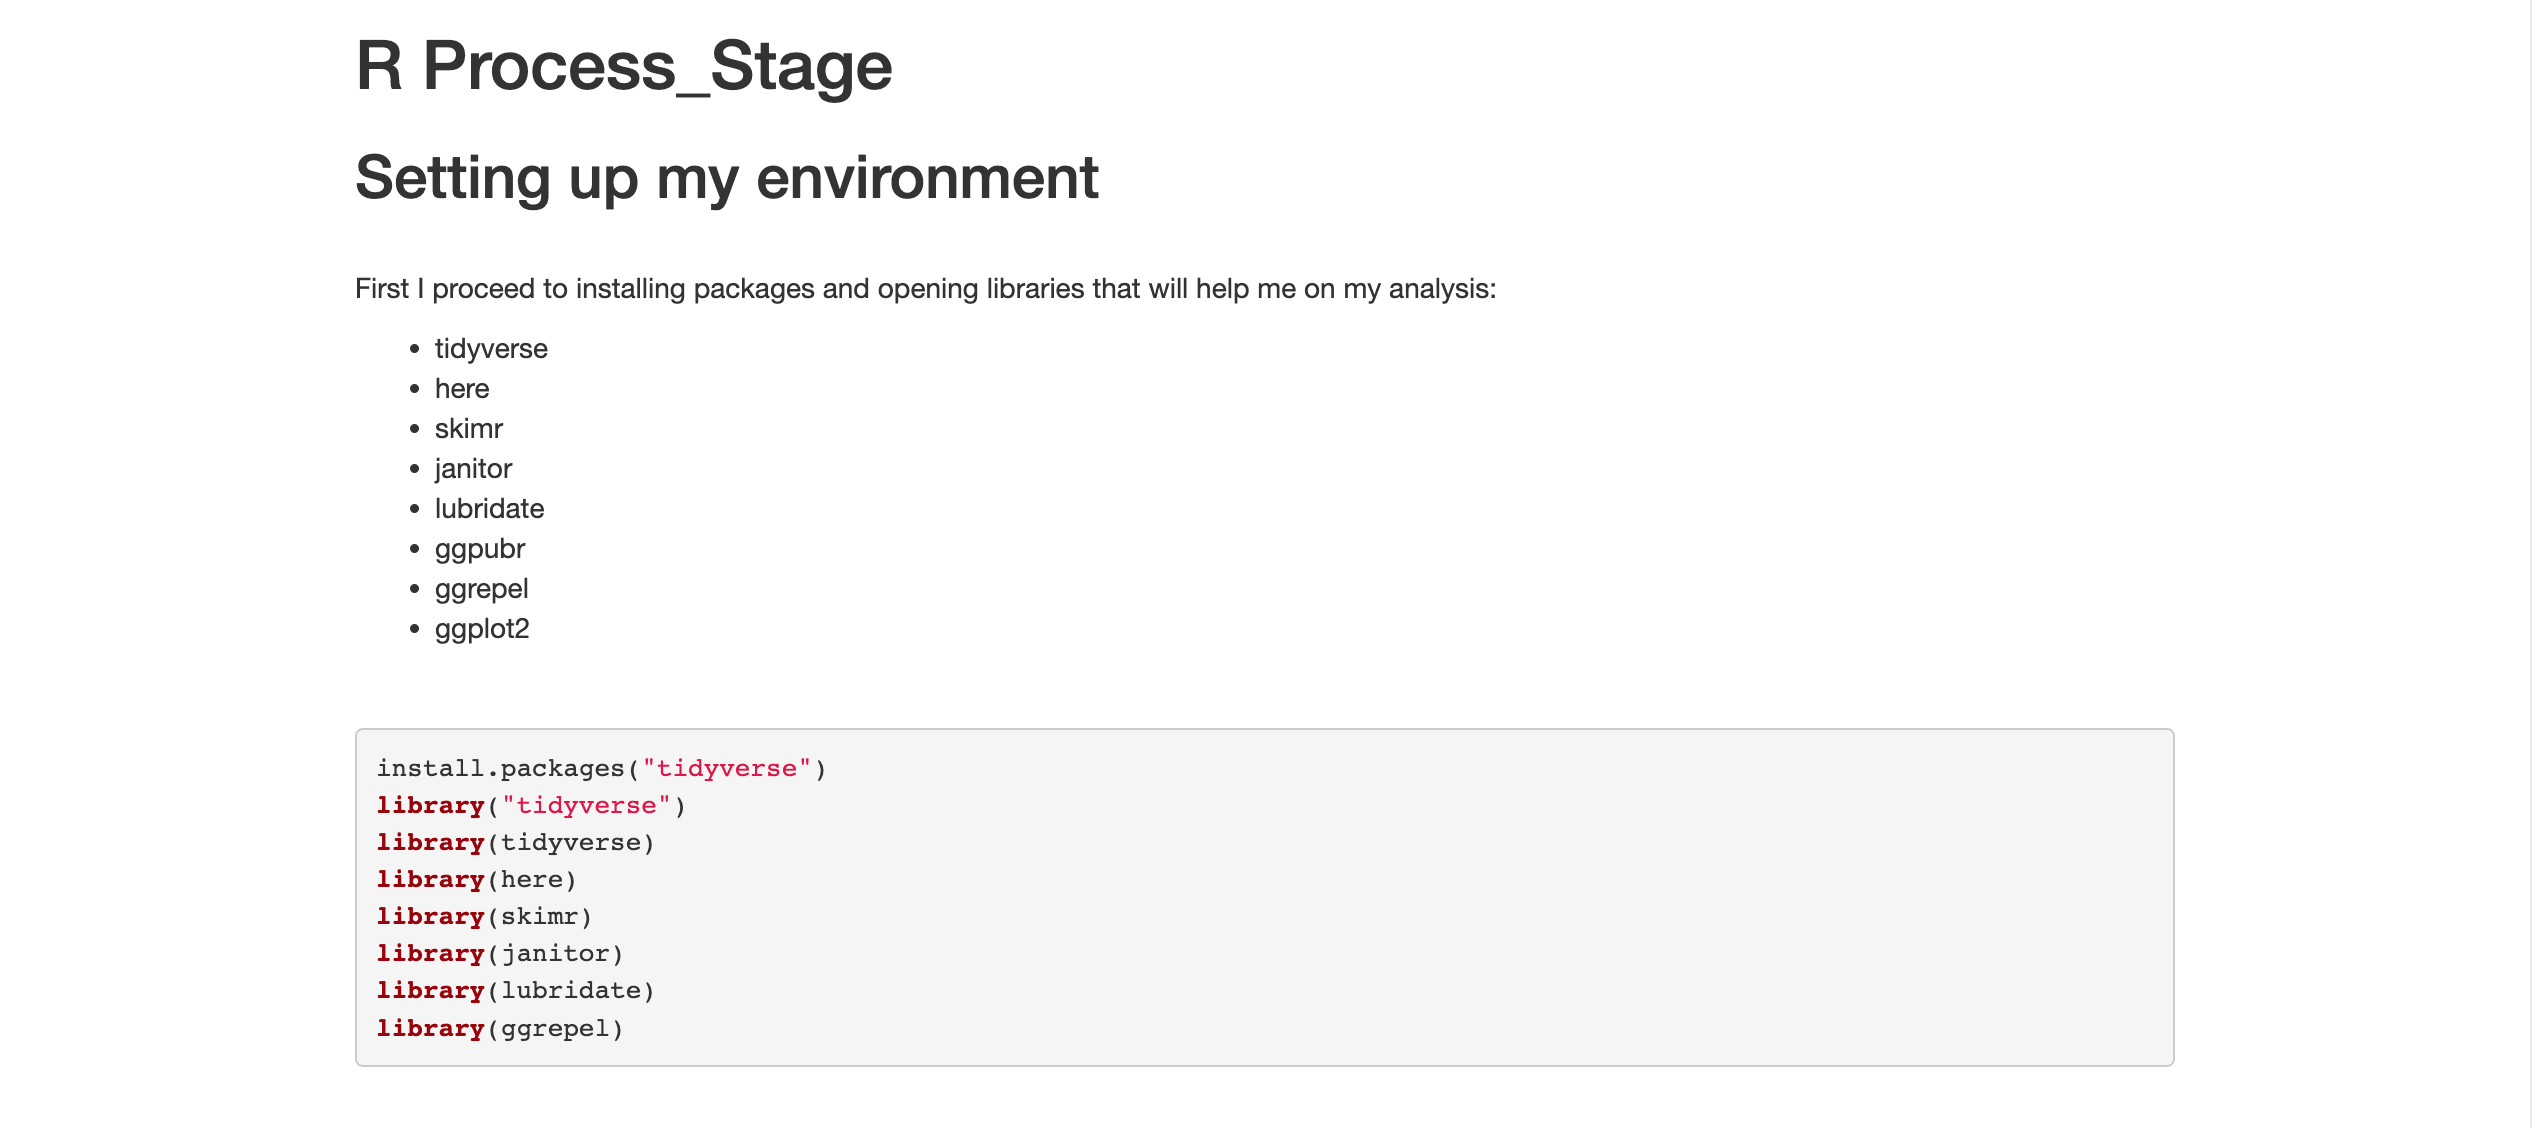 R Process_Stage
Setting up my environment
First I proceed to installing packages and opening libraries that will help me on my analysis:
• tidyverse
• here
• skimr
• janitor
• lubridate
• ggpubr
• ggrepel
• ggplot2
install.packages("tidyverse")
library("tidyverse")
library(tidyverse)
library(here)
library(skimr)
library(janitor)
library(lubridate)
library(ggrepel)